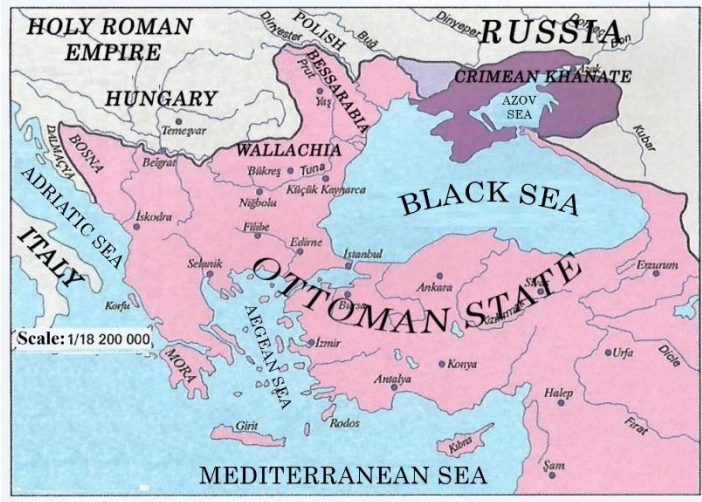 HOLY ROMAN
EMPIRE
POLISH
Dinyester
Buğ
Dinyeper
RUSSIA
Don
HUNGARY
Prut
BESSARABIA
CRIMEAN KHANATE
Azak
AZOV
SEA
Yaş
Temeşvar
Kuban
DALMAÇYA
BOSNA
Belgrat
WALLACHIA
Bükreş
Tuna
Küçük Kaynarca
Niğbolu
BLACK SEA
ADRIATIC SEA
İskodra
Filibe
Edirne
İstanbul
ITALY
Selanik
OTTOMAN STATE
Ankara
Sivas
Erzurum
Korfu
Bursa
Kızılırmak
Scale: 1/18 200 000
AEGEAN SEA
İzmir
MORA
Konya
Urfa
Dicle
Antalya
Halep
Girit
Rodos
Kıbrıs
Fırat
Şam
MEDITERRANEAN SEA